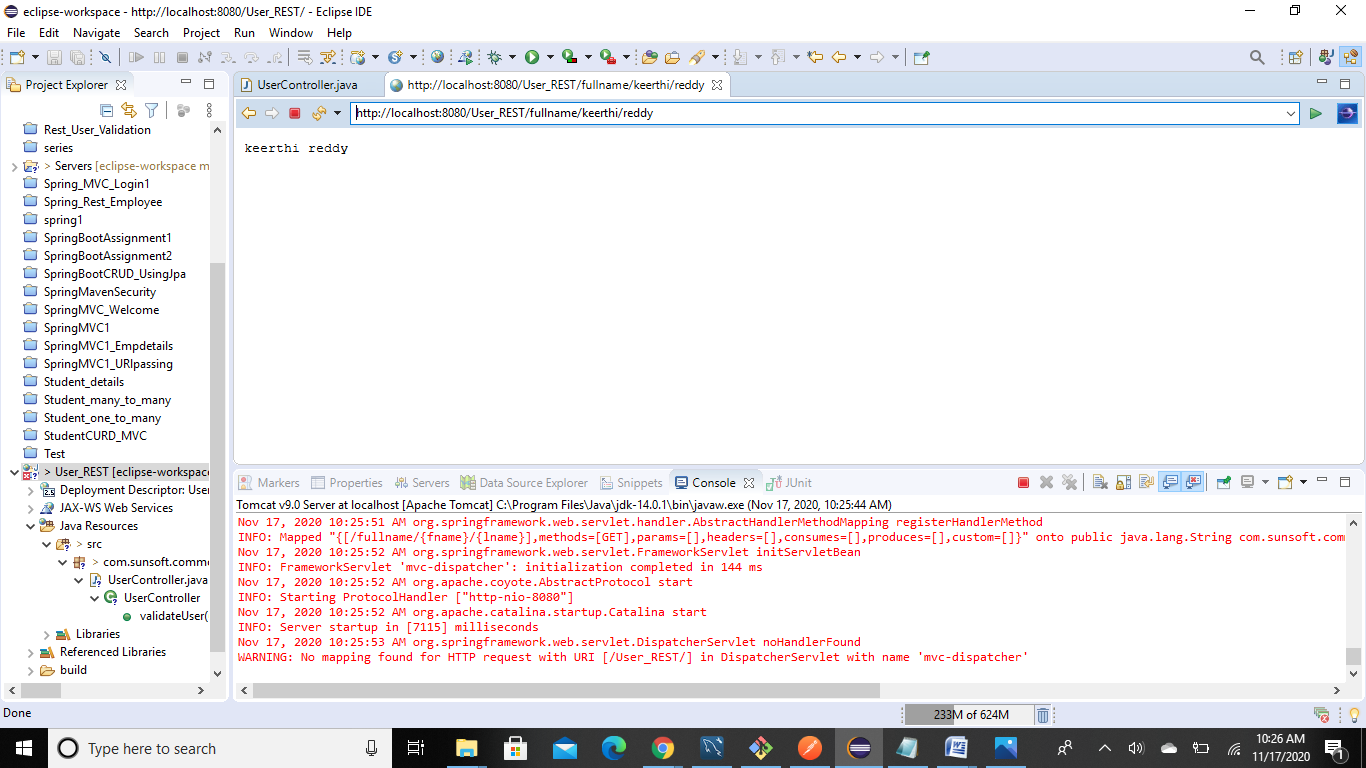 eclipse-workspace - http://localhost:8080/User_REST/ - Eclipse IDE
File Edit Navigate Search Project Run Window Help
Project Explorer
UserController.java
http://localhost:8080/User_REST/fullname/keerthi/reddy
http://localhost:8080/User_REST/fullname/keerthi/reddy
keerthi reddy
Rest_User_Validation
series
> Servers [eclipse-workspace m
Spring_MVC_Login1
Spring_Rest_Employee
spring1
SpringBootAssignment1
SpringBootAssignment2
SpringBootCRUD_UsingJpa
SpringMavenSecurity
SpringMVC_Welcome
SpringMVC1
SpringMVC1_Empdetails
SpringMVC1_URIpassing
Student_details
Student_many_to_many
Student_one_to_many
StudentCURD_MVC
Test
> User_REST [eclipse-workspace
Deployment Descriptor: User
JAX-WS Web Services
Java Resources
> src
> com.sunsoft.comme
UserController.java
UserController
validateUser(
Libraries
Referenced Libraries
build
Markers Properties Servers Data Source Explorer Snippets Console JUnit
Tomcat v9.0 Server at localhost [Apache Tomcat] C:\Program Files\Java\jdk-14.0.1\bin\javaw.exe (Nov 17, 2020, 10:25:44 AM)
Nov 17, 2020 10:25:51 AM org.springframework.web.servlet.handler.AbstractHandlerMethodMapping registerHandlerMethod
INFO: Mapped "{[/fullname/{fname}/{lname}],methods=[GET],params=[],headers=[],consumes=[],produces=[],custom=[]}" onto public java.lang.String com.sunsoft.com
Nov 17, 2020 10:25:52 AM org.springframework.web.servlet.FrameworkServlet initServletBean
INFO: FrameworkServlet 'mvc-dispatcher': initialization completed in 144 ms
Nov 17, 2020 10:25:52 AM org.apache.coyote.AbstractProtocol start
INFO: Starting ProtocolHandler ["http-nio-8080"]
Nov 17, 2020 10:25:52 AM org.apache.catalina.startup.Catalina start
INFO: Server startup in [7115] milliseconds
Nov 17, 2020 10:25:53 AM org.springframework.web.servlet.DispatcherServlet noHandlerFound
WARNING: No mapping found for HTTP request with URI [/User_REST/] in DispatcherServlet with name 'mvc-dispatcher'
Done
233M of 624M
Type here to search
10:26 AM
11/17/2020
1